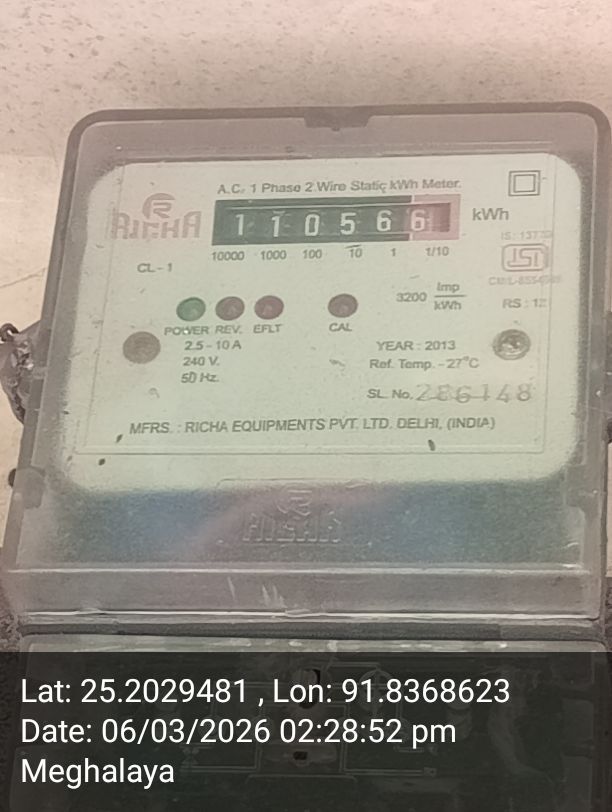 A.C. 1 Phase 2 Wire Static kWh Meter.
RICHA
1 1 0 5 6 6 kWh
10000 1000 100 10 1 1/10
CL - 1
ISI
3200 Imp/kWh
POWER REV. EFLT CAL
2.5 - 10 A
240 V.
50 Hz.
YEAR : 2013
Ref. Temp. - 27°C
SL. No. 286148
MFRS. : RICHA EQUIPMENTS PVT. LTD. DELHI, (INDIA)
RICHA
Lat: 25.2029481 , Lon: 91.8368623
Date: 06/03/2026 02:28:52 pm
Meghalaya